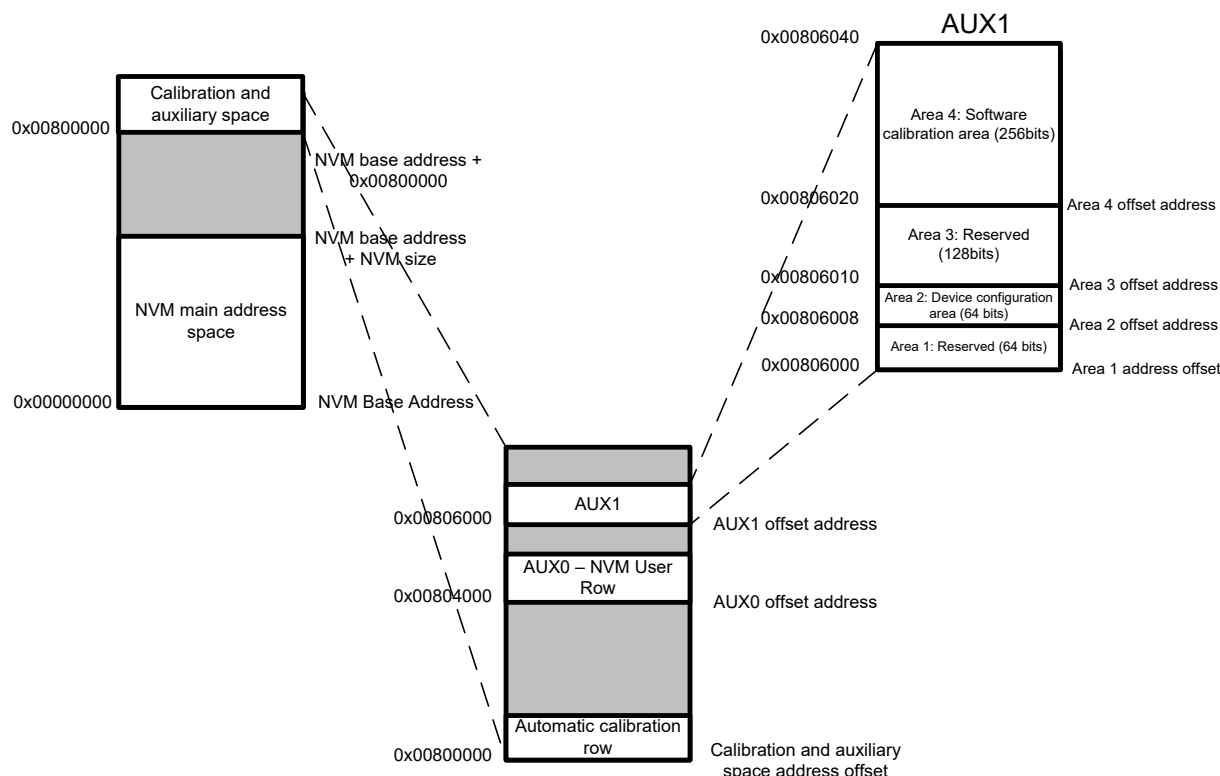 Calibration and
auxiliary space
0x00800000
NVM base address +
0x00800000
NVM base address
+ NVM size
NVM main address
space
0x00000000
NVM Base Address
AUX1
0x00806040
Area 4: Software
calibration area (256bits)
0x00806020
Area 4 offset address
Area 3: Reserved
(128bits)
0x00806010
Area 3 offset address
Area 2: Device configuration
area (64 bits)
0x00806008
Area 2 offset address
Area 1: Reserved (64 bits)
0x00806000
Area 1 address offset
AUX1
0x00806000
AUX1 offset address
AUX0 – NVM User
Row
0x00804000
AUX0 offset address
Automatic calibration
row
0x00800000
Calibration and auxiliary
space address offset